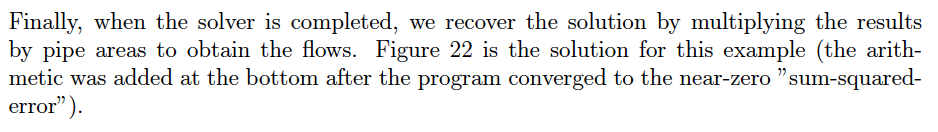 Finally, when the solver is completed, we recover the solution by multiplying the results
by pipe areas to obtain the flows. Figure 22 is the solution for this example (the arith-
metic was added at the bottom after the program converged to the near-zero ”sum-squared-
error”).